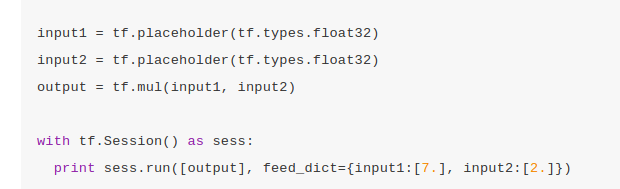 input1 = tf.placeholder(tf.types.float32)
input2 = tf.placeholder(tf.types.float32)
output = tf.mul(input1, input2)
with tf.Session() as sess:
  print sess.run([output], feed_dict={input1:[7.], input2:[2.]})